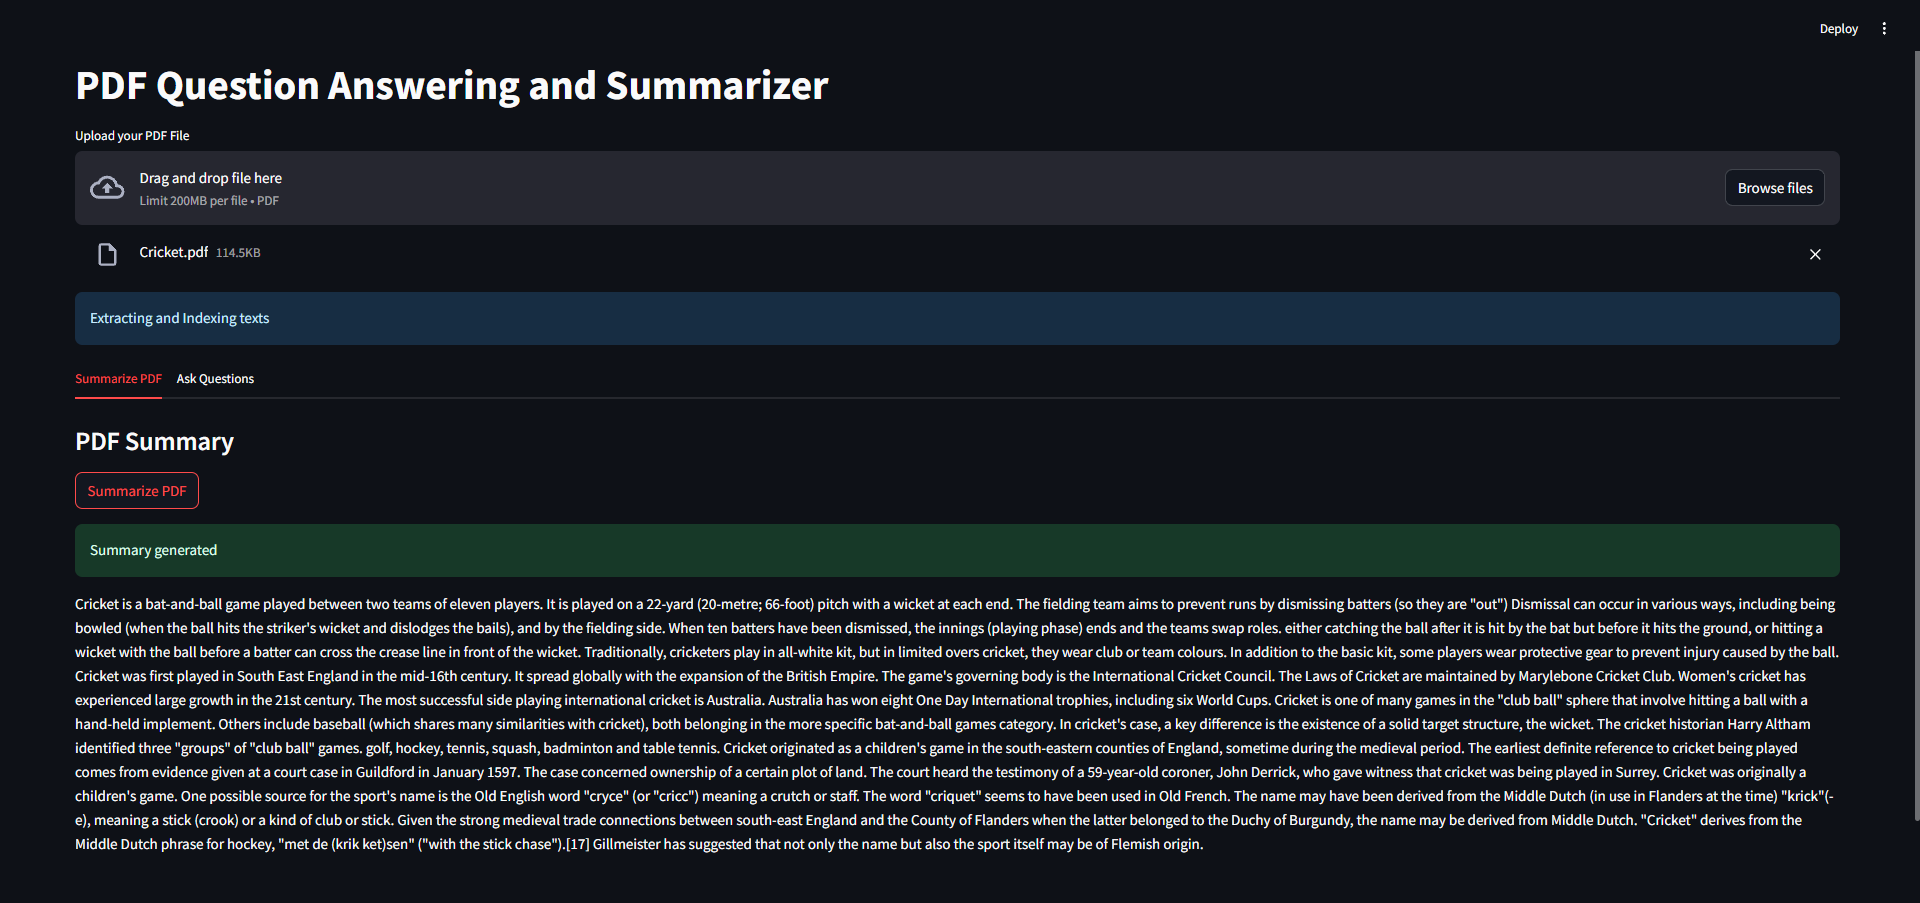 Deploy
PDF Question Answering and Summarizer
Upload your PDF File
Drag and drop file here
Limit 200MB per file • PDF
Browse files
Cricket.pdf 114.5KB
Extracting and Indexing texts
Summarize PDF Ask Questions
PDF Summary
Summarize PDF
Summary generated
Cricket is a bat-and-ball game played between two teams of eleven players. It is played on a 22-yard (20-metre; 66-foot) pitch with a wicket at each end. The fielding team aims to prevent runs by dismissing batters (so they are "out") Dismissal can occur in various ways, including being
bowled (when the ball hits the striker's wicket and dislodges the bails), and by the fielding side. When ten batters have been dismissed, the innings (playing phase) ends and the teams swap roles. either catching the ball after it is hit by the bat but before it hits the ground, or hitting a
wicket with the ball before a batter can cross the crease line in front of the wicket. Traditionally, cricketers play in all-white kit, but in limited overs cricket, they wear club or team colours. In addition to the basic kit, some players wear protective gear to prevent injury caused by the ball.
Cricket was first played in South East England in the mid-16th century. It spread globally with the expansion of the British Empire. The game's governing body is the International Cricket Council. The Laws of Cricket are maintained by Marylebone Cricket Club. Women's cricket has
experienced large growth in the 21st century. The most successful side playing international cricket is Australia. Australia has won eight One Day International trophies, including six World Cups. Cricket is one of many games in the "club ball" sphere that involve hitting a ball with a
hand-held implement. Others include baseball (which shares many similarities with cricket), both belonging in the more specific bat-and-ball games category. In cricket's case, a key difference is the existence of a solid target structure, the wicket. The cricket historian Harry Altham
identified three "groups" of "club ball" games. golf, hockey, tennis, squash, badminton and table tennis. Cricket originated as a children's game in the south-eastern counties of England, sometime during the medieval period. The earliest definite reference to cricket being played
comes from evidence given at a court case in Guildford in January 1597. The case concerned ownership of a certain plot of land. The court heard the testimony of a 59-year-old coroner, John Derrick, who gave witness that cricket was being played in Surrey. Cricket was originally a
children's game. One possible source for the sport's name is the Old English word "cryce" (or "cricc") meaning a crutch or staff. The word "criquet" seems to have been used in Old French. The name may have been derived from the Middle Dutch (in use in Flanders at the time) "krick"(-
e), meaning a stick (crook) or a kind of club or stick. Given the strong medieval trade connections between south-east England and the County of Flanders when the latter belonged to the Duchy of Burgundy, the name may be derived from Middle Dutch. "Cricket" derives from the
Middle Dutch phrase for hockey, "met de (krik ket)sen" ("with the stick chase").[17] Gillmeister has suggested that not only the name but also the sport itself may be of Flemish origin.